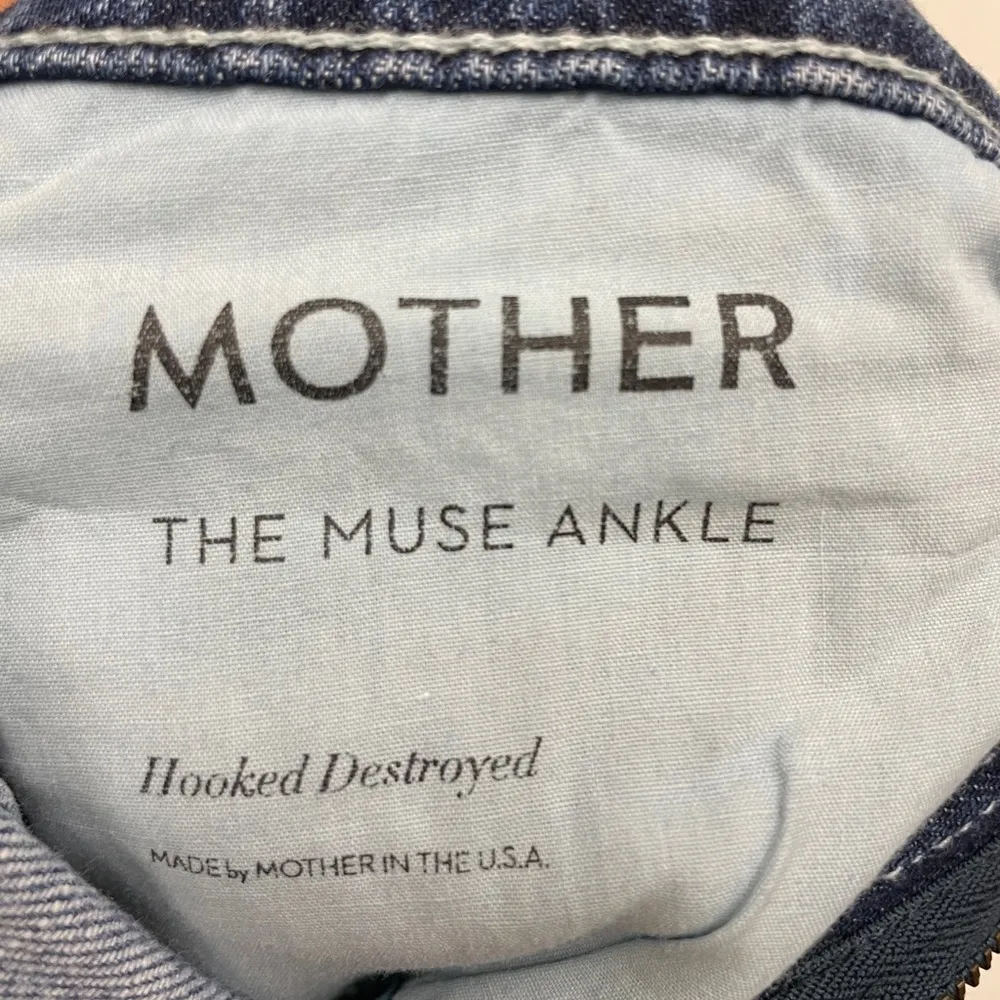 MOTHER
THE MUSE ANKLE
Hooked Destroyed
MADE by MOTHER IN THE U.S.A.